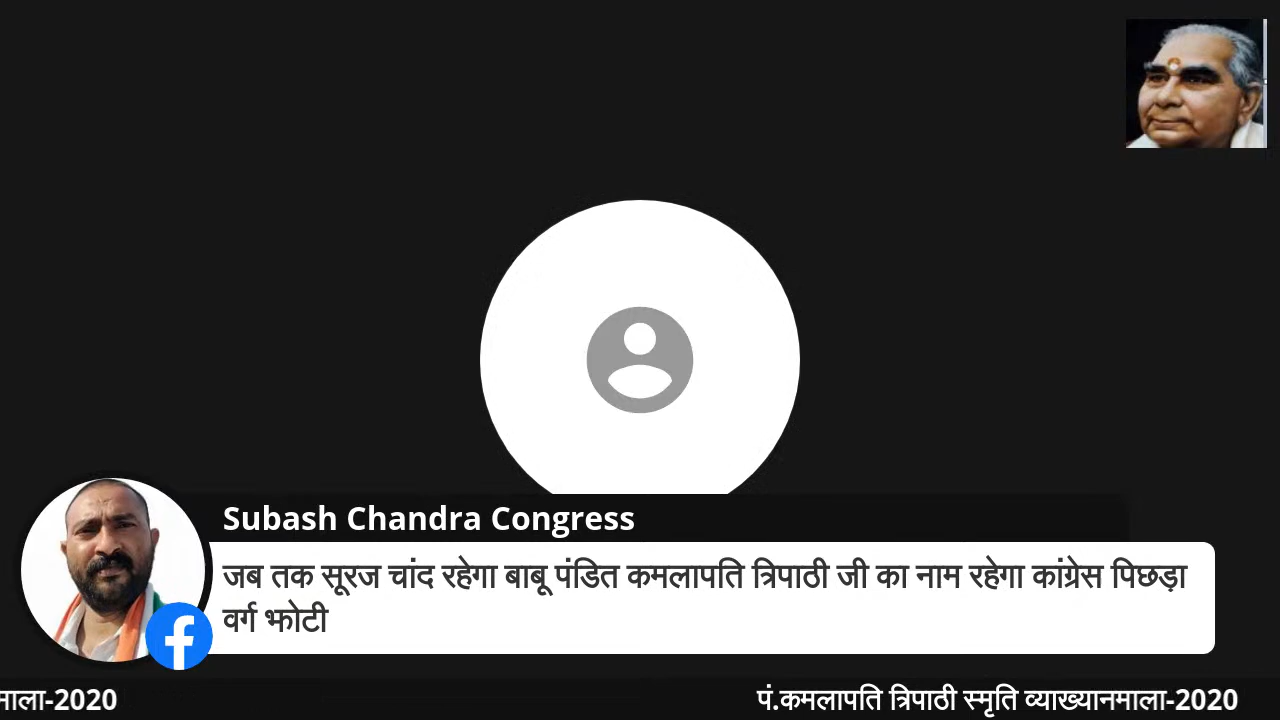 Subash Chandra Congress
जब तक सूरज चांद रहेगा बाबू पंडित कमलापति त्रिपाठी जी का नाम रहेगा कांग्रेस पिछड़ा
वर्ग झोटी
माला-2020
पं.कमलापति त्रिपाठी स्मृति व्याख्यानमाला-2020